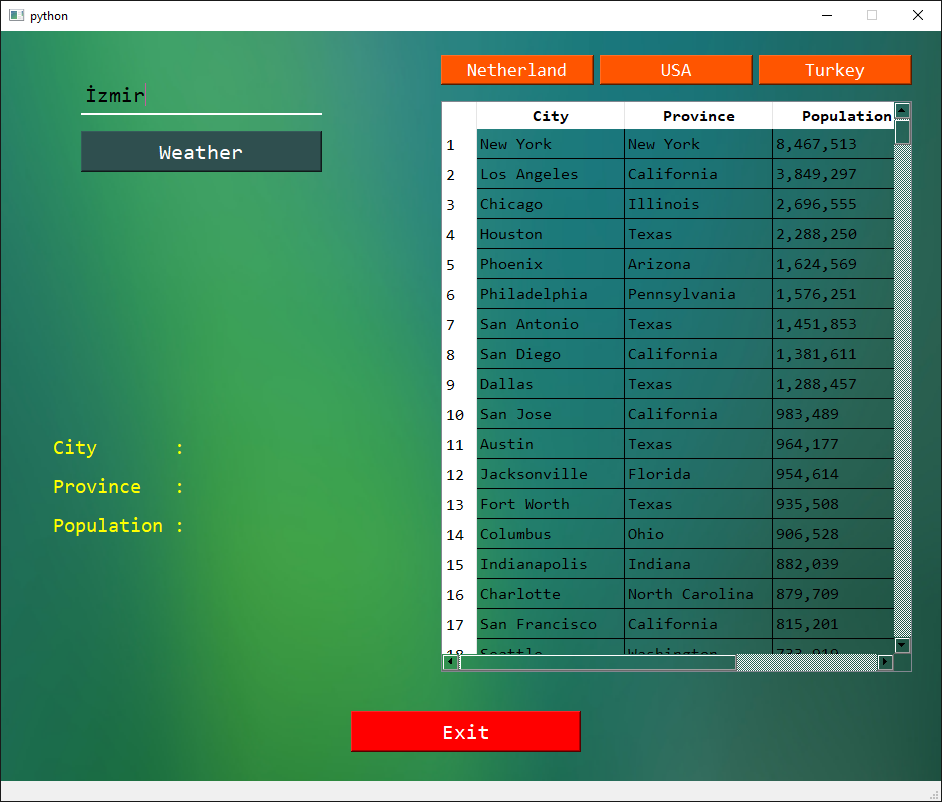 python
İzmir
Weather
City :
Province :
Population :
Netherland USA Turkey
City Province Population
1 New York New York 8,467,513
2 Los Angeles California 3,849,297
3 Chicago Illinois 2,696,555
4 Houston Texas 2,288,250
5 Phoenix Arizona 1,624,569
6 Philadelphia Pennsylvania 1,576,251
7 San Antonio Texas 1,451,853
8 San Diego California 1,381,611
9 Dallas Texas 1,288,457
10 San Jose California 983,489
11 Austin Texas 964,177
12 Jacksonville Florida 954,614
13 Fort Worth Texas 935,508
14 Columbus Ohio 906,528
15 Indianapolis Indiana 882,039
16 Charlotte North Carolina 879,709
17 San Francisco California 815,201
18 Seattle Washington
Exit